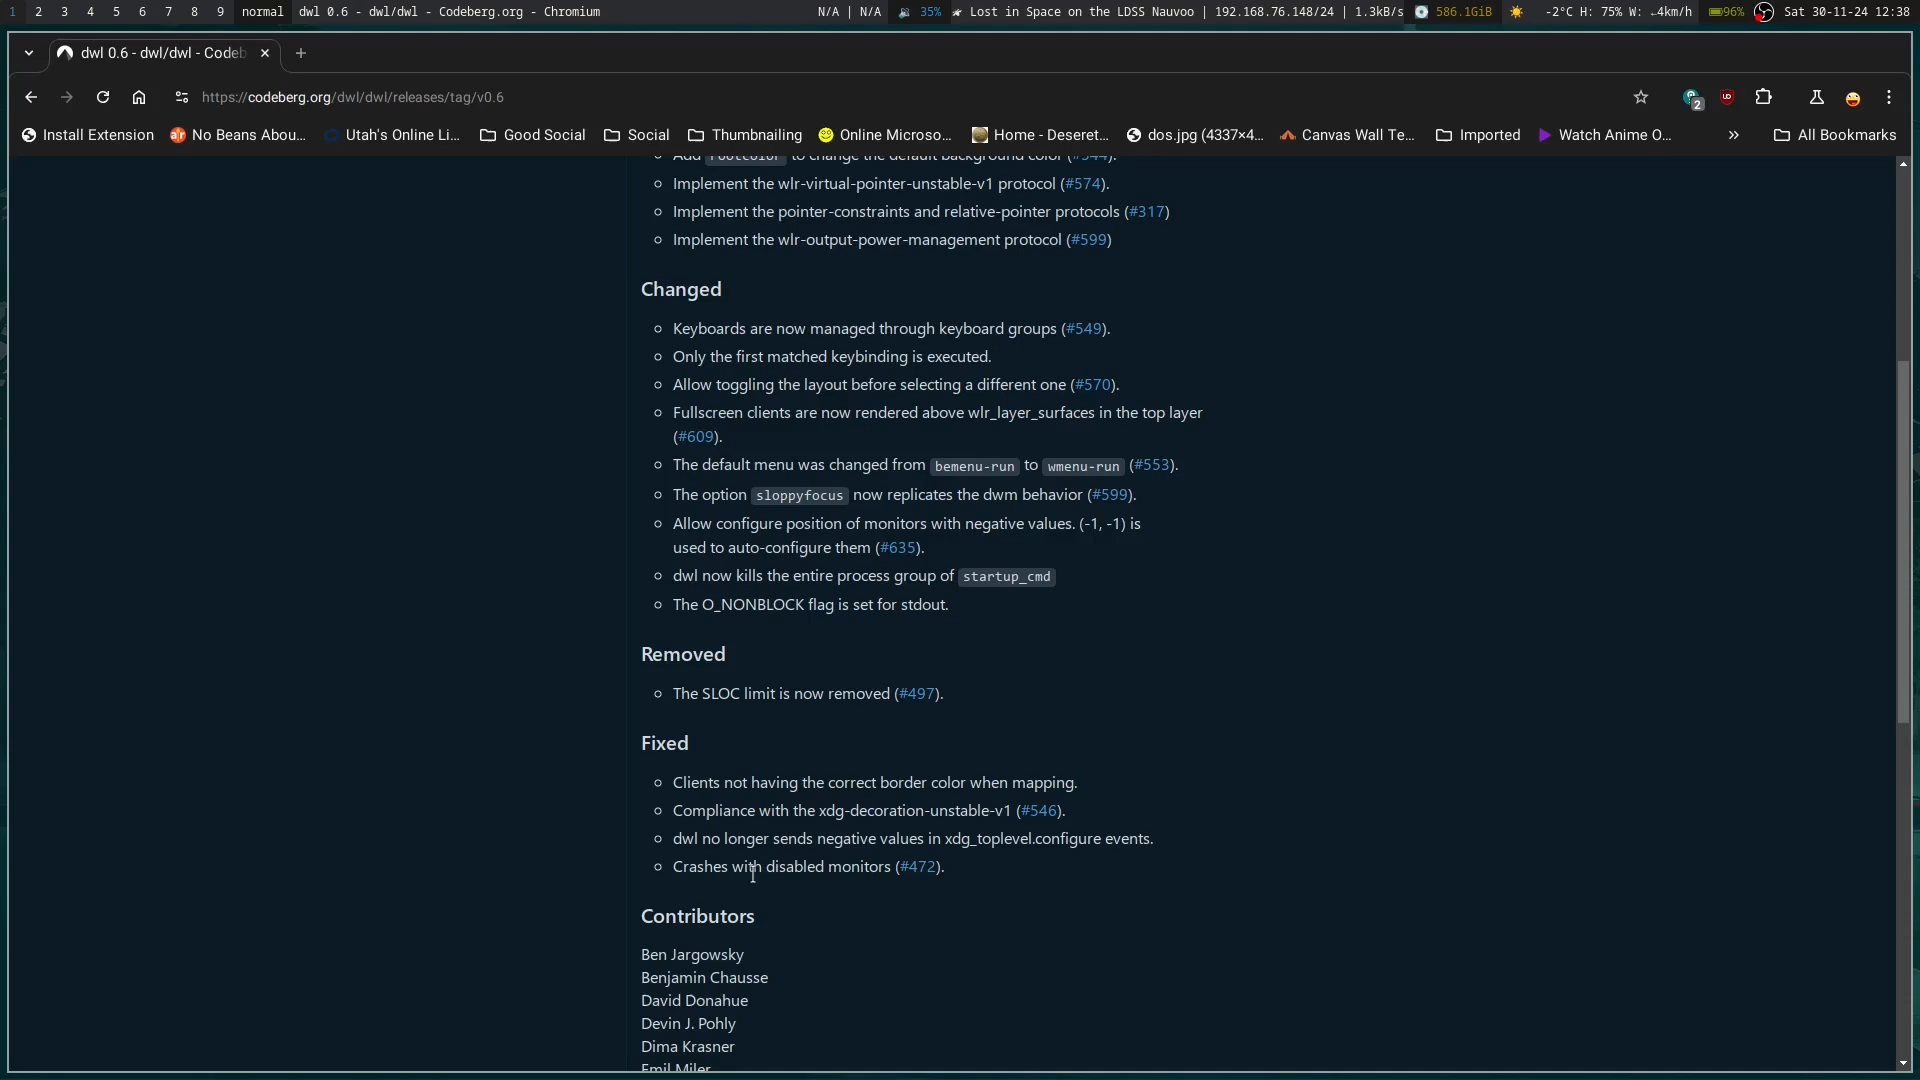 1 2 3 4 5 6 7 8 9 normal dwl 0.6 - dwl/dwl - Codeberg.org - Chromium N/A | N/A 35% Lost in Space on the LDSS Nauvoo | 192.168.76.148/24 | 1.3kB/s 586.1GiB -2°C H: 75% W: ←4km/h 96% Sat 30-11-24 12:38
dwl 0.6 - dwl/dwl - Codeb
https://codeberg.org/dwl/dwl/releases/tag/v0.6 2
Install Extension No Beans Abou... Utah's Online Li... Good Social Social Thumbnailing Online Microso... Home - Deseret... dos.jpg (4337×4... Canvas Wall Te... Imported Watch Anime O... » All Bookmarks
Add rootcolor to change the default background color (#544).
Implement the wlr-virtual-pointer-unstable-v1 protocol (#574).
Implement the pointer-constraints and relative-pointer protocols (#317)
Implement the wlr-output-power-management protocol (#599)
Changed
Keyboards are now managed through keyboard groups (#549).
Only the first matched keybinding is executed.
Allow toggling the layout before selecting a different one (#570).
Fullscreen clients are now rendered above wlr_layer_surfaces in the top layer
(#609).
The default menu was changed from bemenu-run to wmenu-run (#553).
The option sloppyfocus now replicates the dwm behavior (#599).
Allow configure position of monitors with negative values. (-1, -1) is
used to auto-configure them (#635).
dwl now kills the entire process group of startup_cmd
The O_NONBLOCK flag is set for stdout.
Removed
The SLOC limit is now removed (#497).
Fixed
Clients not having the correct border color when mapping.
Compliance with the xdg-decoration-unstable-v1 (#546).
dwl no longer sends negative values in xdg_toplevel.configure events.
Crashes with disabled monitors (#472).
Contributors
Ben Jargowsky
Benjamin Chausse
David Donahue
Devin J. Pohly
Dima Krasner
Emil Miler